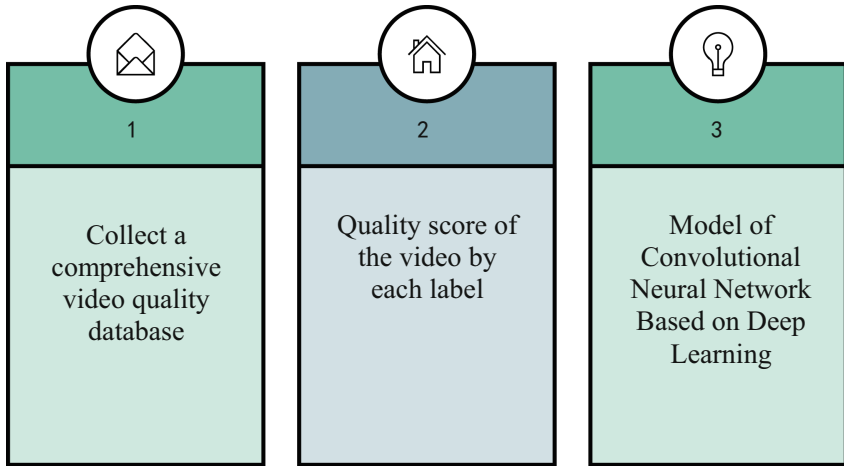 1
Collect a
comprehensive
video quality
database
2
Quality score of
the video by
each label
3
Model of
Convolutional
Neural Network
Based on Deep
Learning